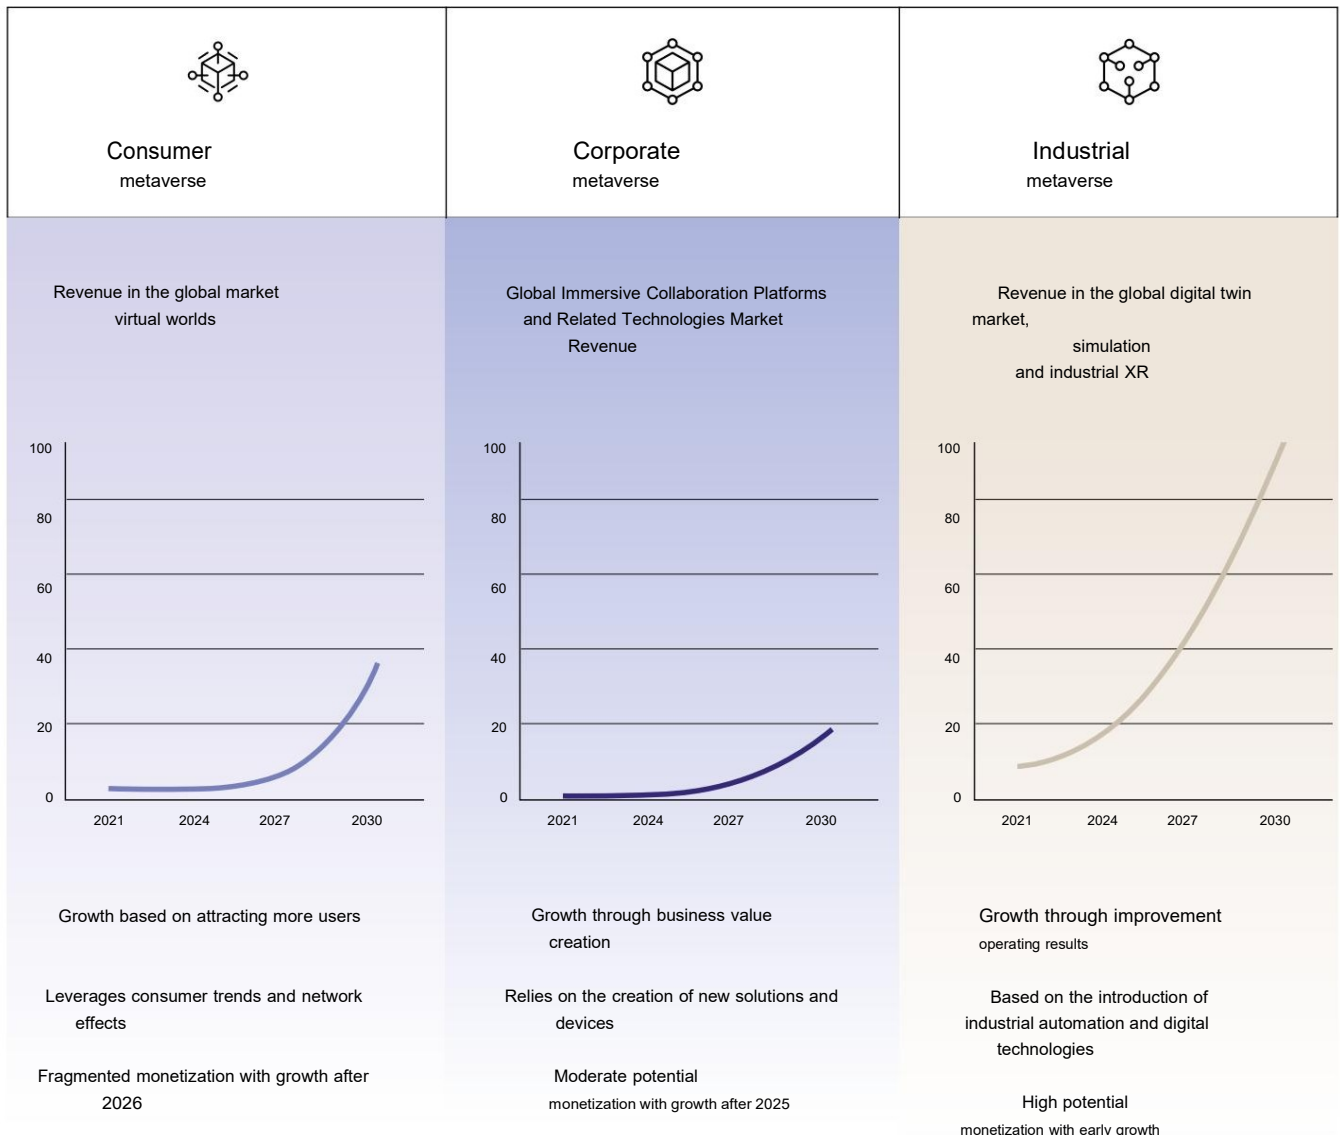 Consumer
metaverse
Corporate
metaverse
Industrial
metaverse
Revenue in the global market
virtual worlds
Global Immersive Collaboration Platforms
and Related Technologies Market
Revenue
Revenue in the global digital twin
market,
simulation
and industrial XR
100
80
60
40
20
0
2021 2024 2027 2030
100
80
60
40
20
0
2021 2024 2027 2030
100
80
60
40
20
0
2021 2024 2027 2030
Growth based on attracting more users
Leverages consumer trends and network
effects
Fragmented monetization with growth after
2026
Growth through business value
creation
Relies on the creation of new solutions and
devices
Moderate potential
monetization with growth after 2025
Growth through improvement
operating results
Based on the introduction of
industrial automation and digital
technologies
High potential
monetization with early growth